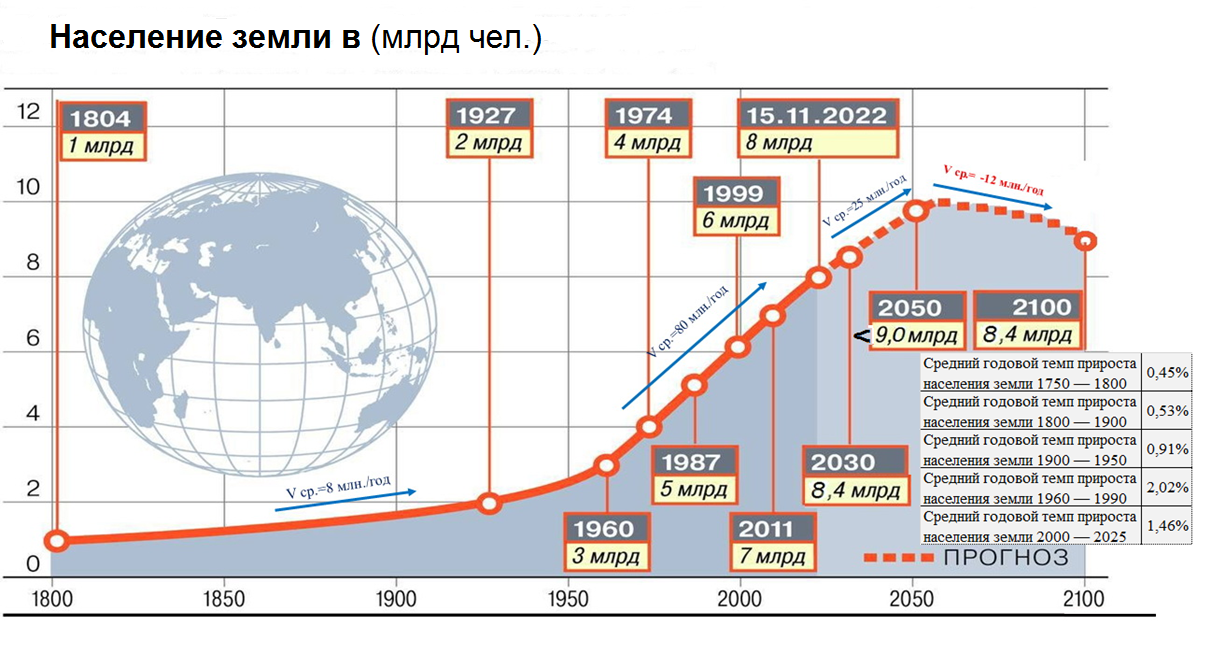 Население земли в (млрд чел.)
12
10
8
6
4
2
0
1804
1 млрд
1927
2 млрд
1974
4 млрд
15.11.2022
8 млрд
1999
6 млрд
V ср.=8 млн./год
V ср.=80 млн./год
V ср.=25 млн./год
V ср.= -12 млн./год
1960
3 млрд
1987
5 млрд
2011
7 млрд
2030
8,4 млрд
2050
<9,0 млрд
2100
8,4 млрд
Средний годовой темп прироста
населения земли 1750 — 1800
0,45%
Средний годовой темп прироста
населения земли 1800 — 1900
0,53%
Средний годовой темп прироста
населения земли 1900 — 1950
0,91%
Средний годовой темп прироста
населения земли 1960 — 1990
2,02%
Средний годовой темп прироста
населения земли 2000 — 2025
1,46%
ПРОГНОЗ
1800
1850
1900
1950
2000
2050
2100